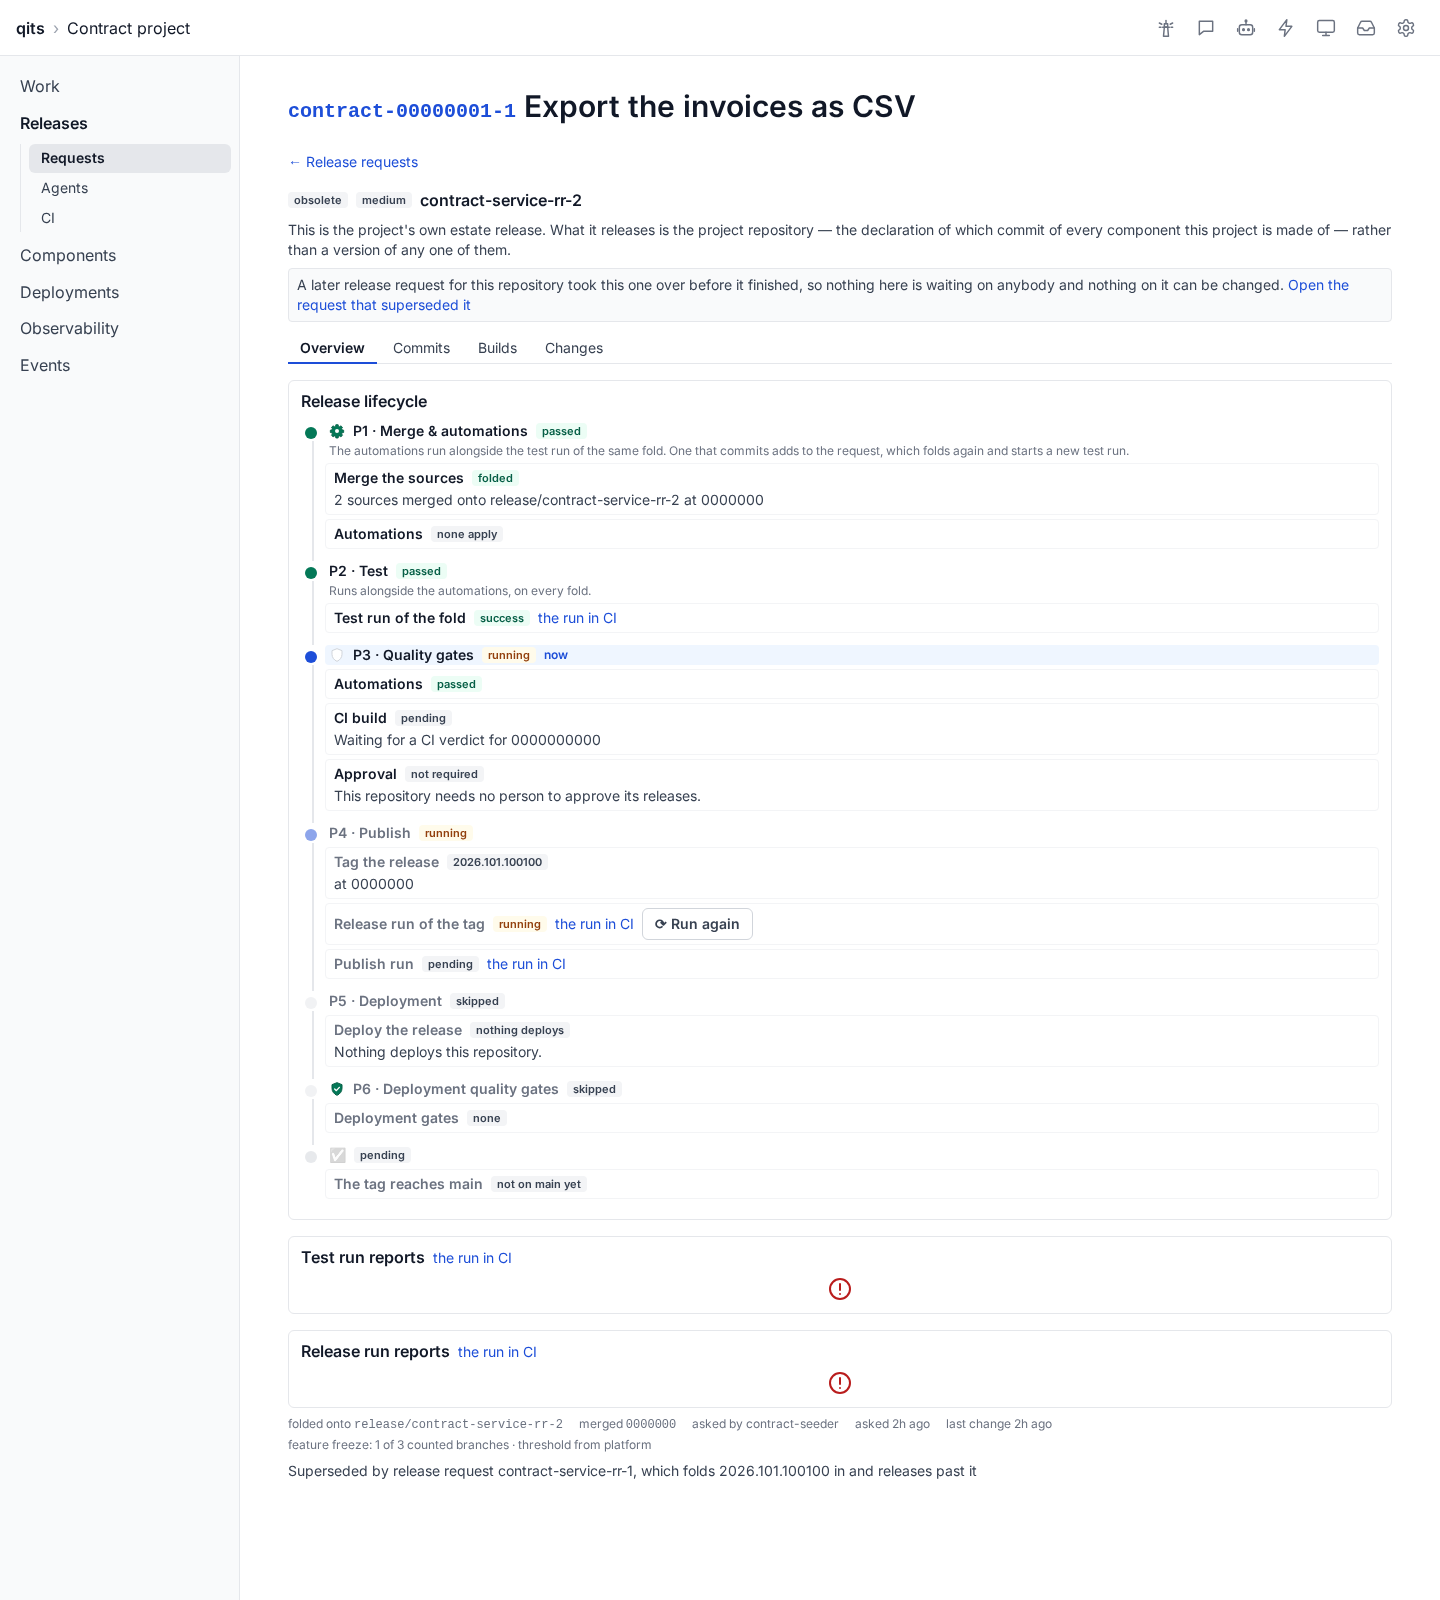 qits › Contract project
Work
Releases
Requests
Agents
CI
Components
Deployments
Observability
Events
contract-00000001-1 Export the invoices as CSV
← Release requests
obsolete medium contract-service-rr-2
This is the project's own estate release. What it releases is the project repository — the declaration of which commit of every component this project is made of — rather
than a version of any one of them.
A later release request for this repository took this one over before it finished, so nothing here is waiting on anybody and nothing on it can be changed. Open the
request that superseded it
Overview Commits Builds Changes
Release lifecycle
P1 · Merge & automations passed
The automations run alongside the test run of the same fold. One that commits adds to the request, which folds again and starts a new test run.
Merge the sources folded
2 sources merged onto release/contract-service-rr-2 at 0000000
Automations none apply
P2 · Test passed
Runs alongside the automations, on every fold.
Test run of the fold success the run in CI
P3 · Quality gates running now
Automations passed
CI build pending
Waiting for a CI verdict for 0000000000
Approval not required
This repository needs no person to approve its releases.
P4 · Publish running
Tag the release 2026.101.100100
at 0000000
Release run of the tag running the run in CI ⟳ Run again
Publish run pending the run in CI
P5 · Deployment skipped
Deploy the release nothing deploys
Nothing deploys this repository.
P6 · Deployment quality gates skipped
Deployment gates none
☑ pending
The tag reaches main not on main yet
Test run reports the run in CI
Release run reports the run in CI
folded onto release/contract-service-rr-2 merged 0000000 asked by contract-seeder asked 2h ago last change 2h ago
feature freeze: 1 of 3 counted branches · threshold from platform
Superseded by release request contract-service-rr-1, which folds 2026.101.100100 in and releases past it